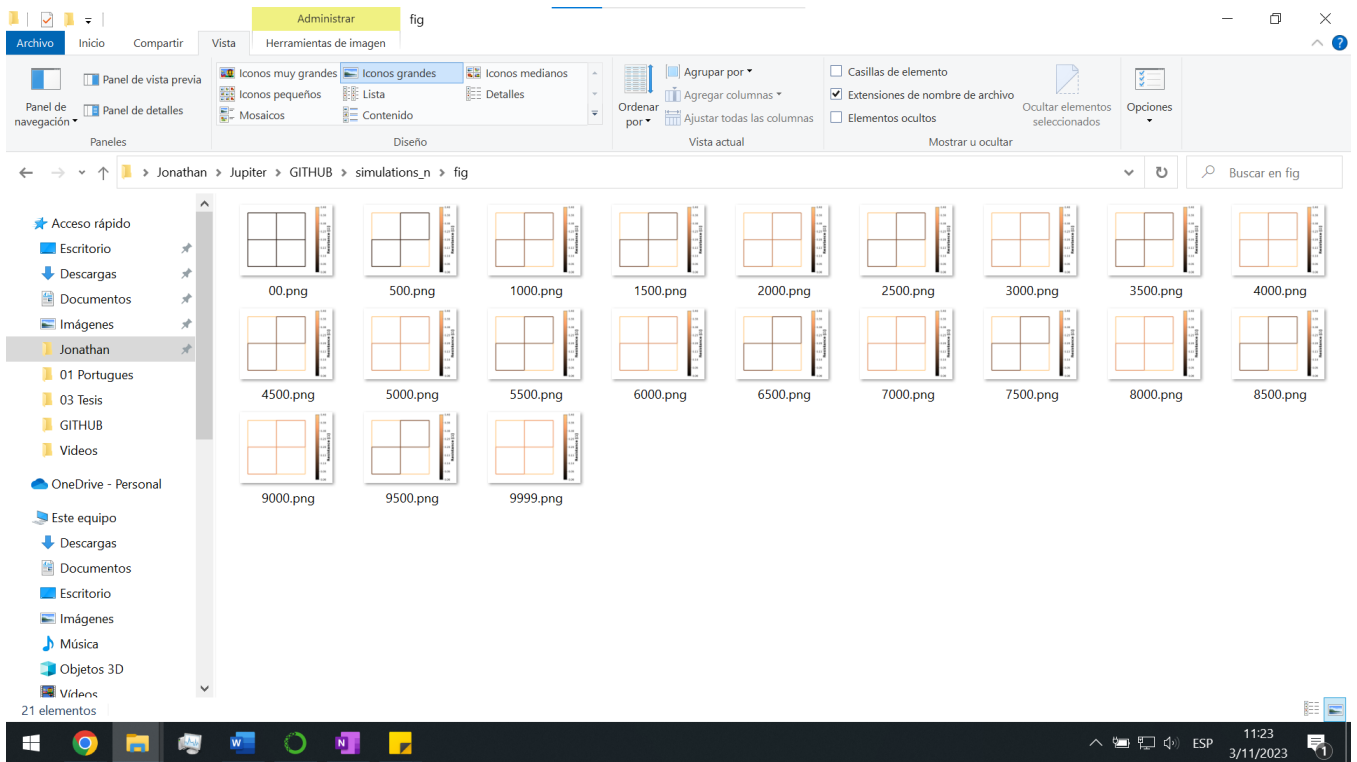 Administrar fig
Archivo Inicio Compartir Vista Herramientas de imagen
Panel de navegación
Panel de vista previa
Panel de detalles
Paneles
Iconos muy grandes Iconos grandes Iconos medianos
Iconos pequeños Lista Detalles
Mosaicos Contenido
Diseño
Ordenar por
Agrupar por
Agregar columnas
Ajustar todas las columnas
Vista actual
Casillas de elemento
Extensiones de nombre de archivo
Elementos ocultos
Ocultar elementos seleccionados
Mostrar u ocultar
Opciones
Jonathan > Jupiter > GITHUB > simulations_n > fig
Buscar en fig
Acceso rápido
Escritorio
Descargas
Documentos
Imágenes
Jonathan
01 Portugues
03 Tesis
GITHUB
Videos
OneDrive - Personal
Este equipo
Descargas
Documentos
Escritorio
Imágenes
Música
Objetos 3D
Vídeos
00.png 500.png 1000.png 1500.png 2000.png 2500.png 3000.png 3500.png 4000.png
4500.png 5000.png 5500.png 6000.png 6500.png 7000.png 7500.png 8000.png 8500.png
9000.png 9500.png 9999.png
21 elementos
ESP
11:23
3/11/2023
1